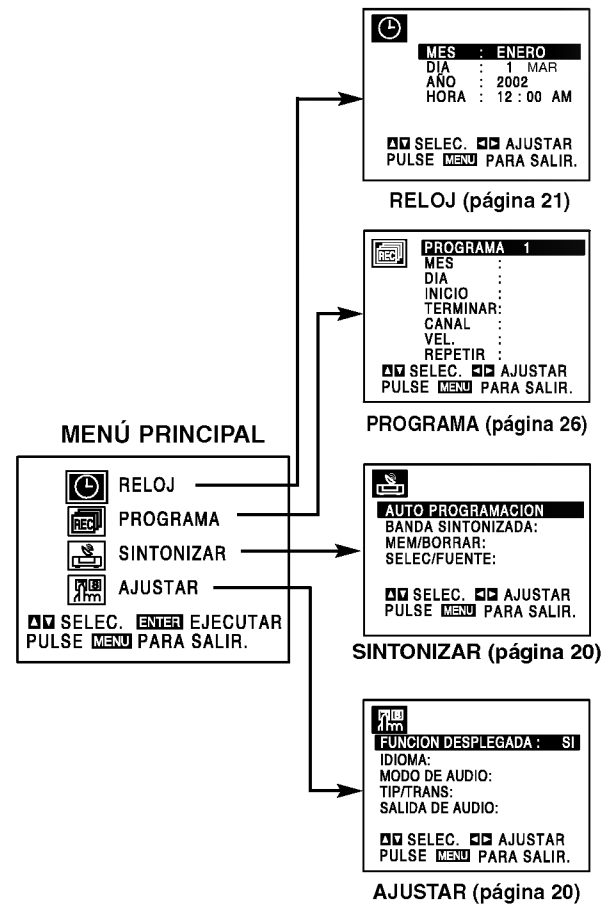 MES : ENERO
DIA : 1 MAR
AÑO : 2002
HORA : 12 : 00 AM
▲▼ SELEC. ◀▶ AJUSTAR
PULSE MENU PARA SALIR.
RELOJ (página 21)
REC
PROGRAMA 1
MES :
DIA :
INICIO :
TERMINAR:
CANAL :
VEL. :
REPETIR :
▲▼ SELEC. ◀▶ AJUSTAR
PULSE MENU PARA SALIR.
PROGRAMA (página 26)
MENÚ PRINCIPAL
RELOJ
REC PROGRAMA
SINTONIZAR
AJUSTAR
▲▼ SELEC. ENTER EJECUTAR
PULSE MENU PARA SALIR.
AUTO PROGRAMACION
BANDA SINTONIZADA:
MEM/BORRAR:
SELEC/FUENTE:
▲▼ SELEC. ◀▶ AJUSTAR
PULSE MENU PARA SALIR.
SINTONIZAR (página 20)
FUNCION DESPLEGADA : SI
IDIOMA:
MODO DE AUDIO:
TIP/TRANS:
SALIDA DE AUDIO:
▲▼ SELEC. ◀▶ AJUSTAR
PULSE MENU PARA SALIR.
AJUSTAR (página 20)